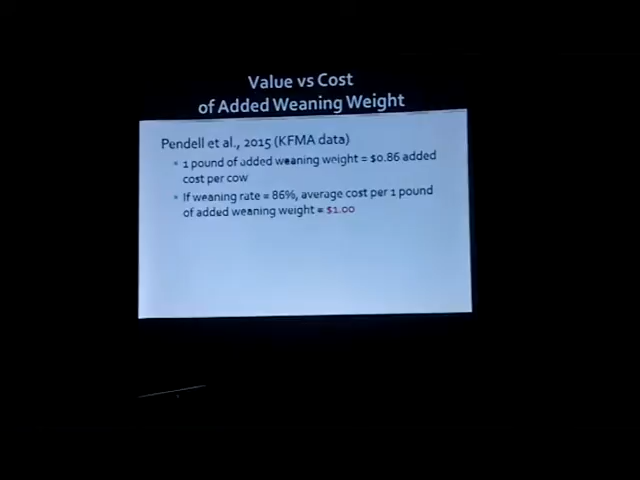 Value vs Cost
of Added Weaning Weight
Pendell et al., 2015 (KFMA data)
▪ 1 pound of added weaning weight = $0.86 added
cost per cow
▪ If weaning rate = 86%, average cost per 1 pound
of added weaning weight = $1.00